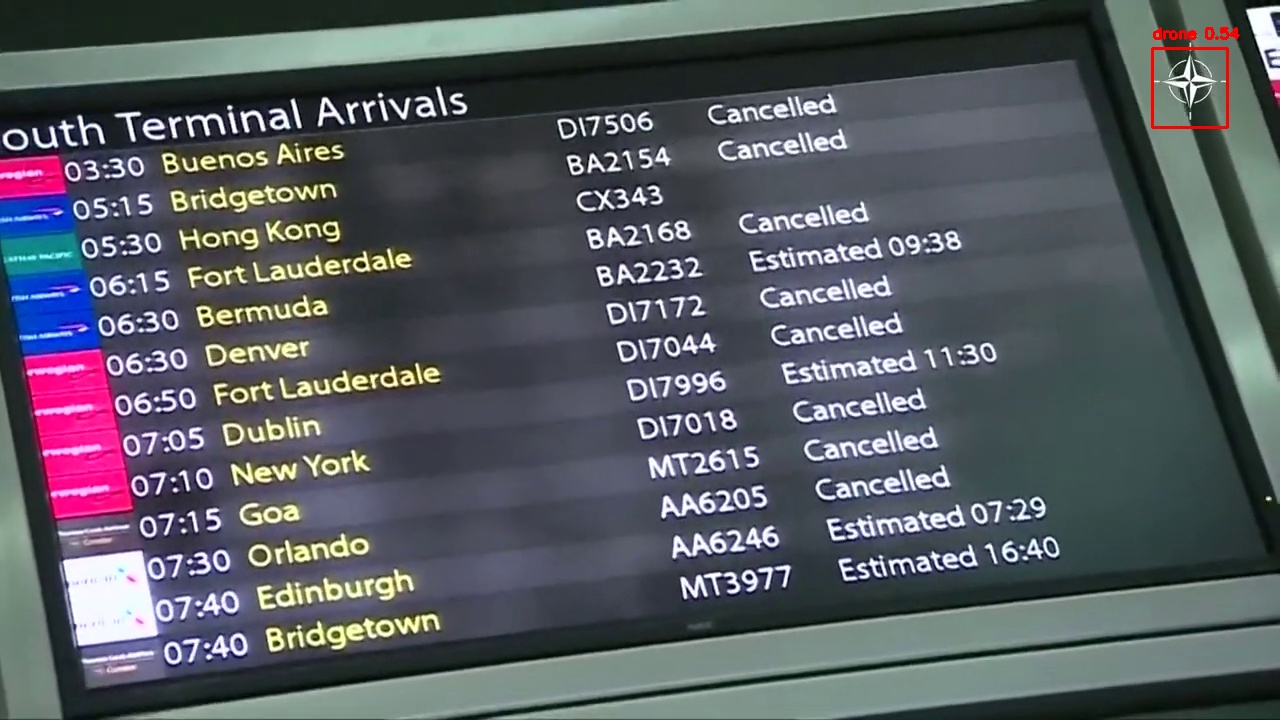 drone 0.54
outh Terminal Arrivals
03:30 Buenos Aires DI7506 Cancelled
05:15 Bridgetown BA2154 Cancelled
05:30 Hong Kong CX343
06:15 Fort Lauderdale BA2168 Cancelled
06:30 Bermuda BA2232 Estimated 09:38
06:30 Denver DI7172 Cancelled
06:50 Fort Lauderdale DI7044 Cancelled
07:05 Dublin DI7996 Estimated 11:30
07:10 New York DI7018 Cancelled
07:15 Goa MT2615 Cancelled
07:30 Orlando AA6205 Cancelled
07:40 Edinburgh AA6246 Estimated 07:29
07:40 Bridgetown MT3977 Estimated 16:40